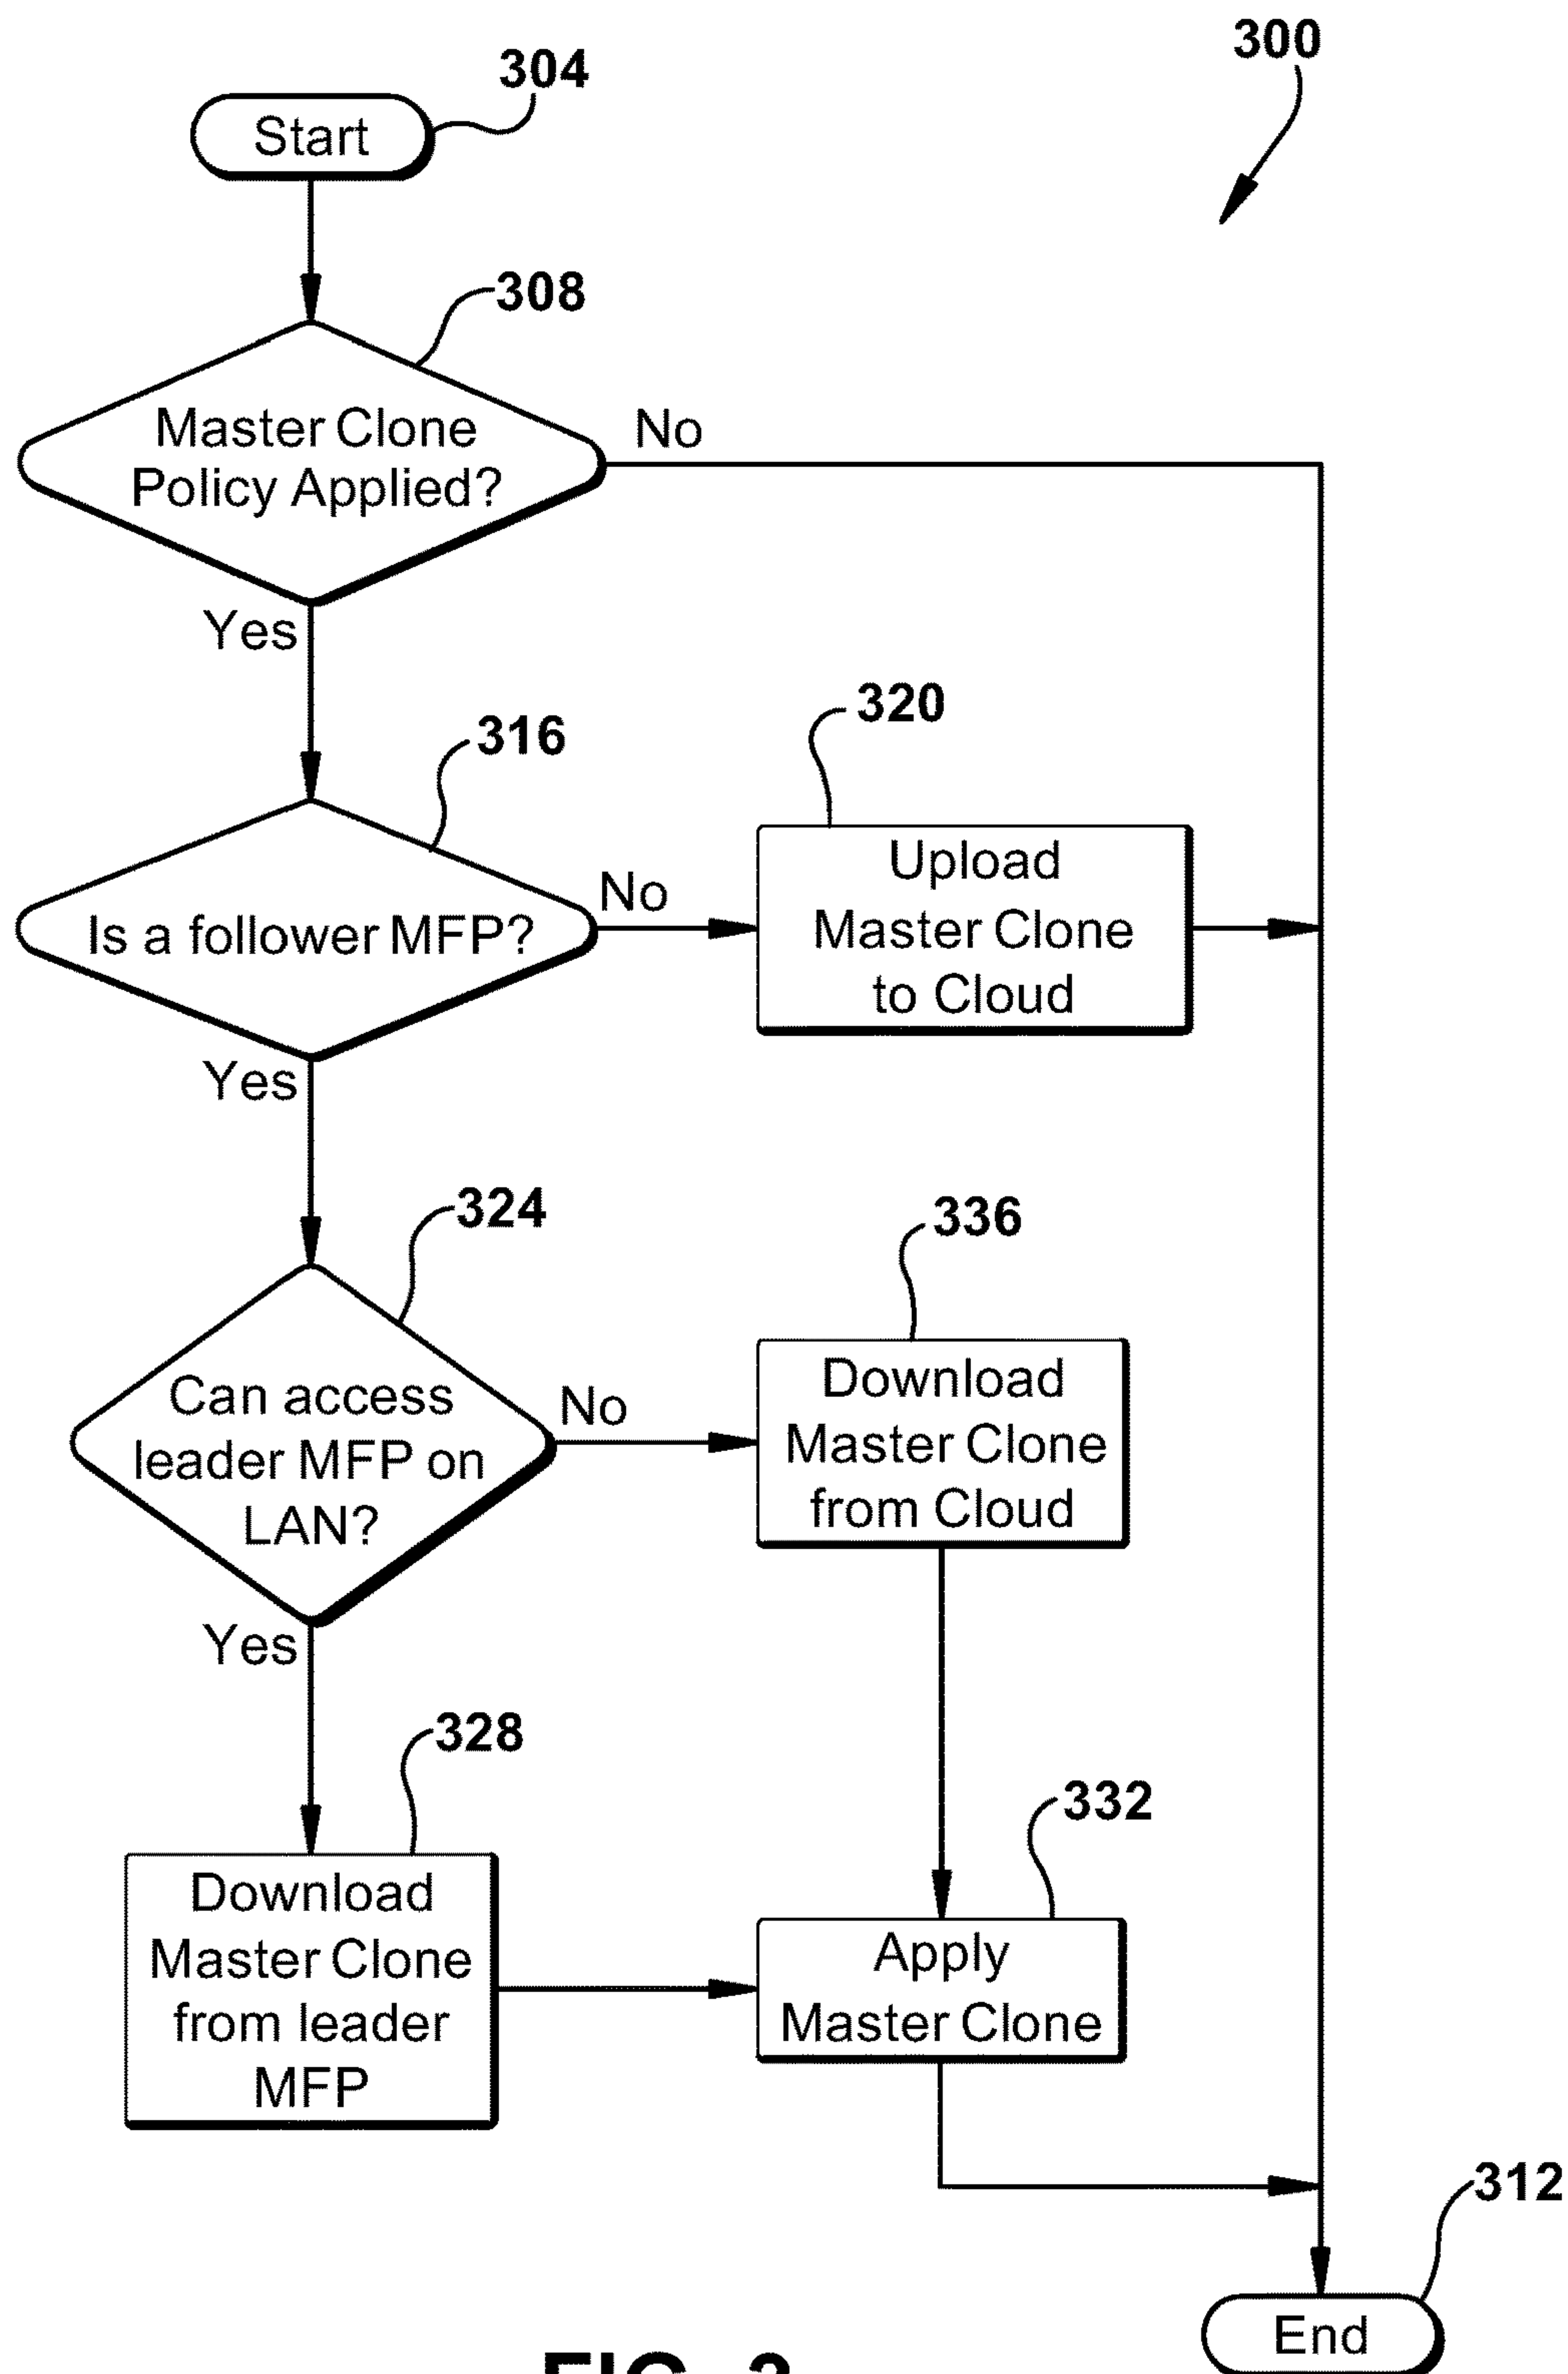 300
304
Start
308
Master Clone
Policy Applied?
No
Yes
316
Is a follower MFP?
No
320
Upload
Master Clone
to Cloud
Yes
324
Can access
leader MFP on
LAN?
No
336
Download
Master Clone
from Cloud
Yes
328
Download
Master Clone
from leader
MFP
332
Apply
Master Clone
312
End
FIG.